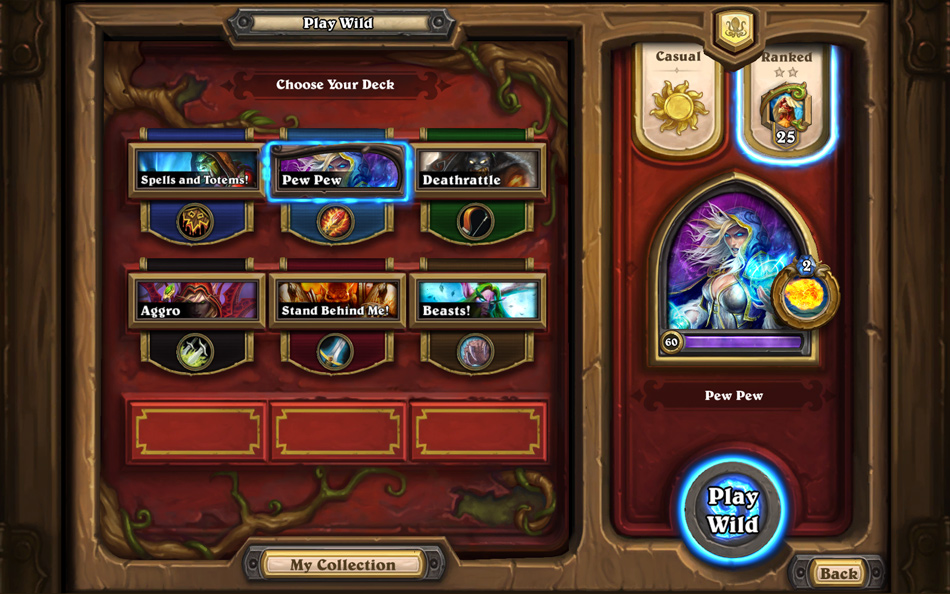 Play Wild
Choose Your Deck
Spells and Totems!
Pew Pew
Deathrattle
Aggro
Stand Behind Me!
Beasts!
My Collection
Casual
Ranked
25
2
60
Pew Pew
Play
Wild
Back